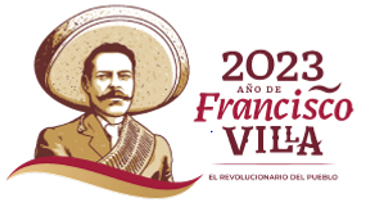 2023
AÑO DE
Francisco
VILLA
EL REVOLUCIONARIO DEL PUEBLO